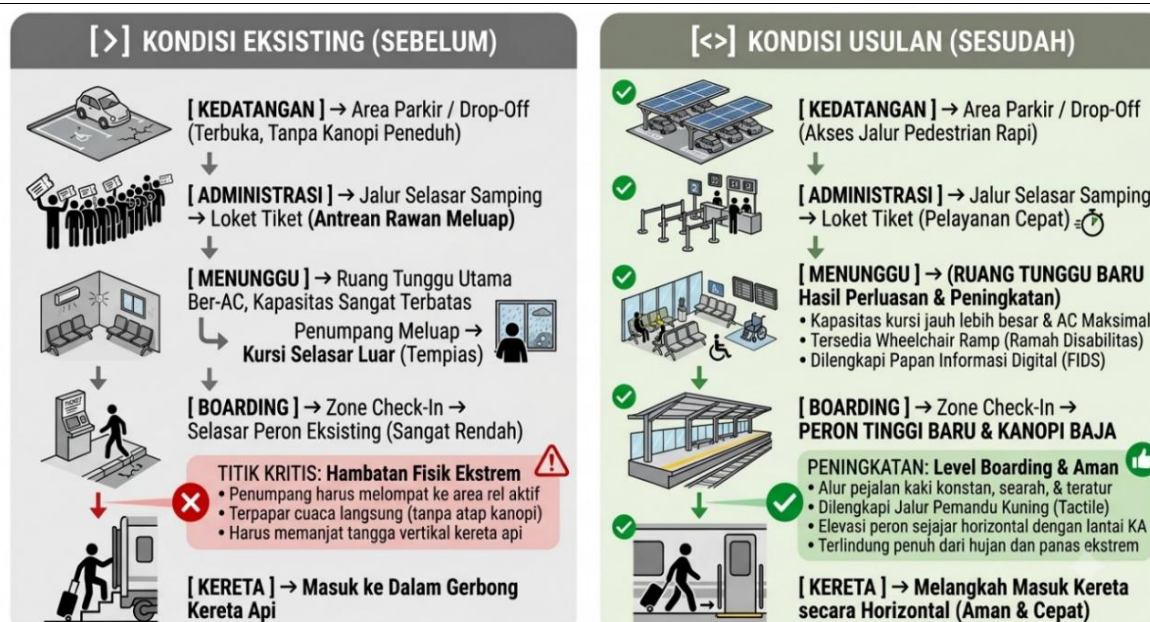 [>] KONDISI EKSISTING (SEBELUM)
[ KEDATANGAN ] → Area Parkir / Drop-Off
(Terbuka, Tanpa Kanopi Peneduh)
[ ADMINISTRASI ] → Jalur Selasar Samping
→ Loket Tiket (Antrean Rawan Meluap)
[ MENUNGGU ] → Ruang Tunggu Utama
Ber-AC, Kapasitas Sangat Terbatas
Penumpang Meluap →
Kursi Selasar Luar (Tempias)
[ BOARDING ] → Zone Check-In →
Selasar Peron Eksisting (Sangat Rendah)
TITIK KRITIS: Hambatan Fisik Ekstrem
• Penumpang harus melompat ke area rel aktif
• Terpapar cuaca langsung (tanpa atap kanopi)
• Harus memanjat tangga vertikal kereta api
[ KERETA ] → Masuk ke Dalam Gerbong
Kereta Api
[<>] KONDISI USULAN (SESUDAH)
[ KEDATANGAN ] → Area Parkir / Drop-Off
(Akses Jalur Pedestrian Rapi)
[ ADMINISTRASI ] → Jalur Selasar Samping
→ Loket Tiket (Pelayanan Cepat)
[ MENUNGGU ] → (RUANG TUNGGU BARU
Hasil Perluasan & Peningkatan)
• Kapasitas kursi jauh lebih besar & AC Maksimal
• Tersedia Wheelchair Ramp (Ramah Disabilitas)
• Dilengkapi Papan Informasi Digital (FIDS)
[ BOARDING ] → Zone Check-In →
PERON TINGGI BARU & KANOPI BAJA
PENINGKATAN: Level Boarding & Aman
• Alur pejalan kaki konstan, searah, & teratur
• Dilengkapi Jalur Pemandu Kuning (Tactile)
• Elevasi peron sejajar horizontal dengan lantai KA
• Terlindung penuh dari hujan dan panas ekstrem
[ KERETA ] → Melangkah Masuk Kereta
secara Horizontal (Aman & Cepat)